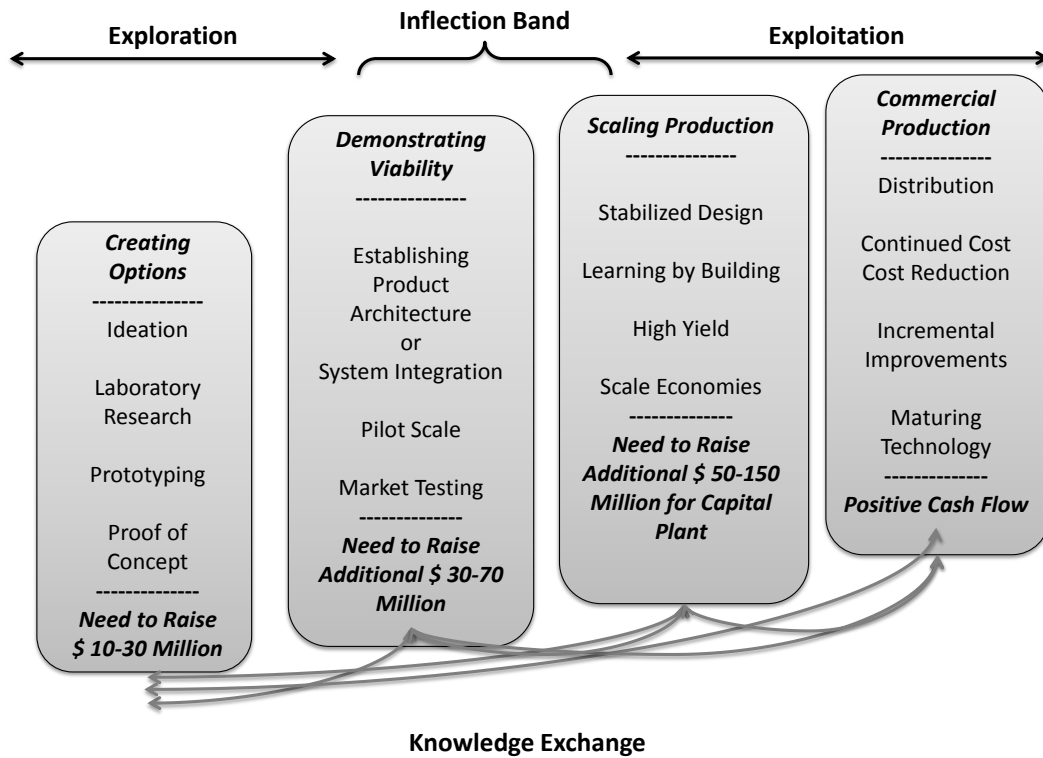 Exploration
Inflection Band
Exploitation
Creating
Options
---------------
Ideation
Laboratory
Research
Prototyping
Proof of
Concept
--------------
Need to Raise
$ 10-30 Million
Demonstrating
Viability
---------------
Establishing
Product
Architecture
or
System Integration
Pilot Scale
Market Testing
--------------
Need to Raise
Additional $ 30-70
Million
Scaling Production
---------------
Stabilized Design
Learning by Building
High Yield
Scale Economies
--------------
Need to Raise
Additional $ 50-150
Million for Capital
Plant
Commercial
Production
---------------
Distribution
Continued Cost
Cost Reduction
Incremental
Improvements
Maturing
Technology
--------------
Positive Cash Flow
Knowledge Exchange